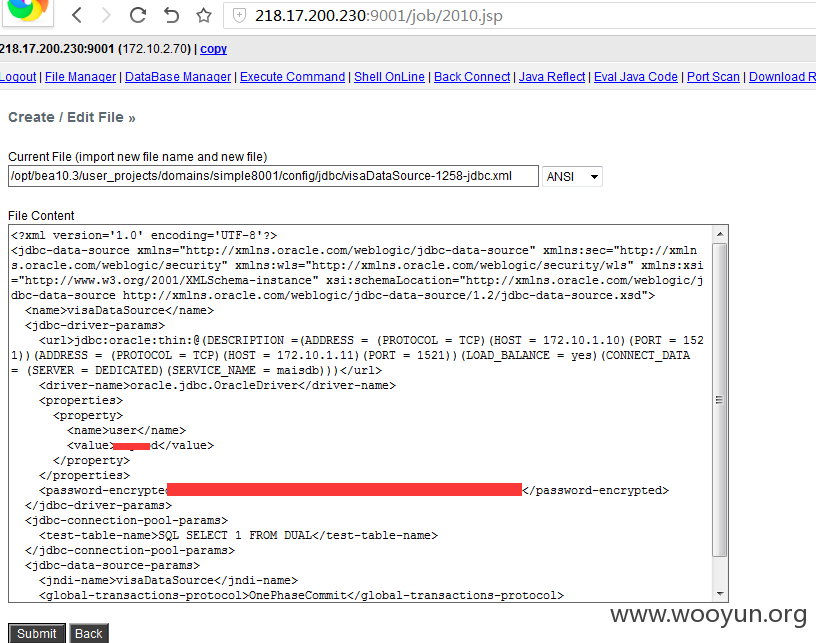 218.17.200.230:9001/job/2010.jsp
218.17.200.230:9001 (172.10.2.70) | copy
Logout | File Manager | DataBase Manager | Execute Command | Shell OnLine | Back Connect | Java Reflect | Eval Java Code | Port Scan | Download R
Create / Edit File »
Current File (import new file name and new file)
/opt/bea10.3/user_projects/domains/simple8001/config/jdbc/visaDataSource-1258-jdbc.xml ANSI
File Content
<?xml version='1.0' encoding='UTF-8'?>
<jdbc-data-source xmlns="http://xmlns.oracle.com/weblogic/jdbc-data-source" xmlns:sec="http://xmln
s.oracle.com/weblogic/security" xmlns:wls="http://xmlns.oracle.com/weblogic/security/wls" xmlns:xsi
="http://www.w3.org/2001/XMLSchema-instance" xsi:schemaLocation="http://xmlns.oracle.com/weblogic/j
dbc-data-source http://xmlns.oracle.com/weblogic/jdbc-data-source/1.2/jdbc-data-source.xsd">
<name>visaDataSource</name>
<jdbc-driver-params>
<url>jdbc:oracle:thin:@(DESCRIPTION =(ADDRESS = (PROTOCOL = TCP)(HOST = 172.10.1.10)(PORT = 152
1))(ADDRESS = (PROTOCOL = TCP)(HOST = 172.10.1.11)(PORT = 1521))(LOAD_BALANCE = yes)(CONNECT_DATA
= (SERVER = DEDICATED)(SERVICE_NAME = maisdb)))</url>
<driver-name>oracle.jdbc.OracleDriver</driver-name>
<properties>
<property>
<name>user</name>
<value>d</value>
</property>
</properties>
<password-encrypted</password-encrypted>
</jdbc-driver-params>
<jdbc-connection-pool-params>
<test-table-name>SQL SELECT 1 FROM DUAL</test-table-name>
</jdbc-connection-pool-params>
<jdbc-data-source-params>
<jndi-name>visaDataSource</jndi-name>
<global-transactions-protocol>OnePhaseCommit</global-transactions-protocol>
www.wooyun.org
Submit Back